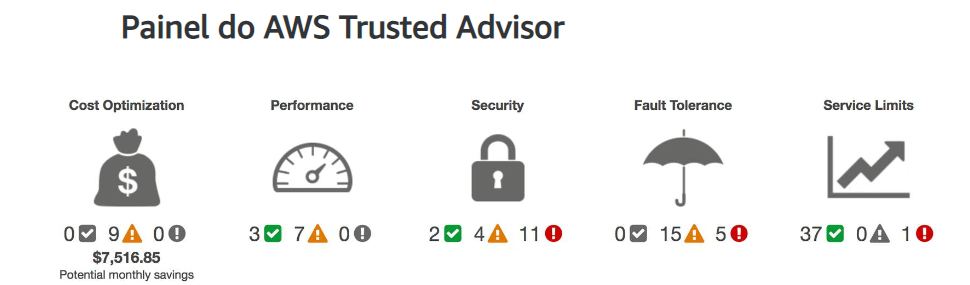 Painel do AWS Trusted Advisor
Cost Optimization Performance Security Fault Tolerance Service Limits
$
0 9 0 3 7 0 2 4 11 0 15 5 37 0 1
$7,516.85
Potential monthly savings